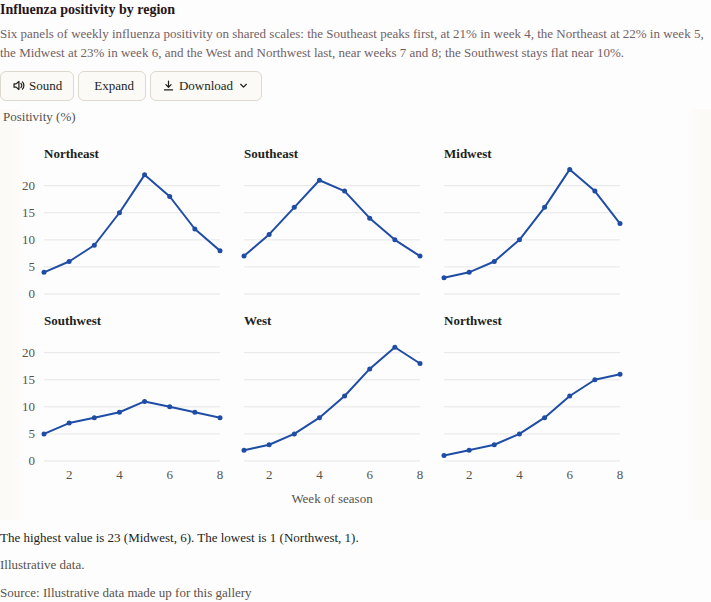 Influenza positivity by region
Six panels of weekly influenza positivity on shared scales: the Southeast peaks first, at 21% in week 4, the Northeast at 22% in week 5,
the Midwest at 23% in week 6, and the West and Northwest last, near weeks 7 and 8; the Southwest stays flat near 10%.
Sound Expand Download
Positivity (%)
Northeast Southeast Midwest
20
15
10
5
0
Southwest West Northwest
20
15
10
5
0
2 4 6 8 2 4 6 8 2 4 6 8
Week of season
The highest value is 23 (Midwest, 6). The lowest is 1 (Northwest, 1).
Illustrative data.
Source: Illustrative data made up for this gallery